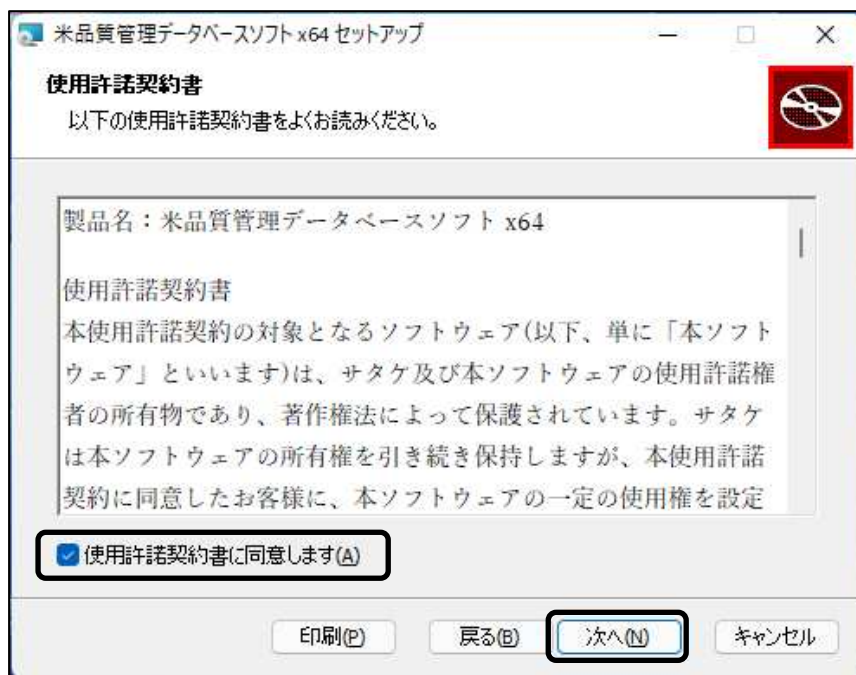 米品質管理データベースソフト x64 セットアップ
使用許諾契約書
以下の使用許諾契約書をよくお読みください。
製品名：米品質管理データベースソフト x64
使用許諾契約書
本使用許諾契約の対象となるソフトウェア(以下、単に「本ソフト
ウェア」といいます)は、サタケ及び本ソフトウェアの使用許諾権
者の所有物であり、著作権法によって保護されています。サタケ
は本ソフトウェアの所有権を引き続き保持しますが、本使用許諾
契約に同意したお客様に、本ソフトウェアの一定の使用権を設定
使用許諾契約書に同意します(A)
印刷(P) 戻る(B) 次へ(N) キャンセル